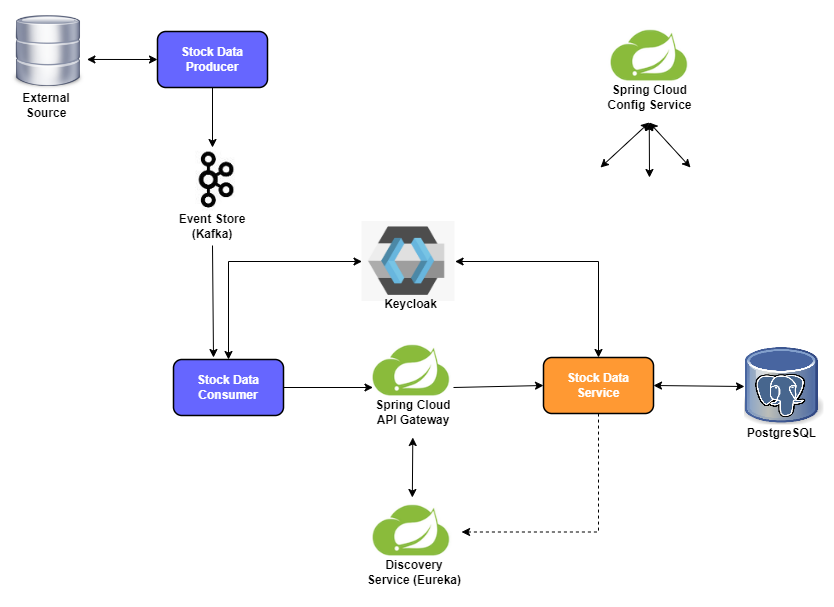 Stock Data
Producer
External
Source
Spring Cloud
Config Service
Event Store
(Kafka)
Keycloak
Stock Data
Consumer
Spring Cloud
API Gateway
Stock Data
Service
PostgreSQL
Discovery
Service (Eureka)